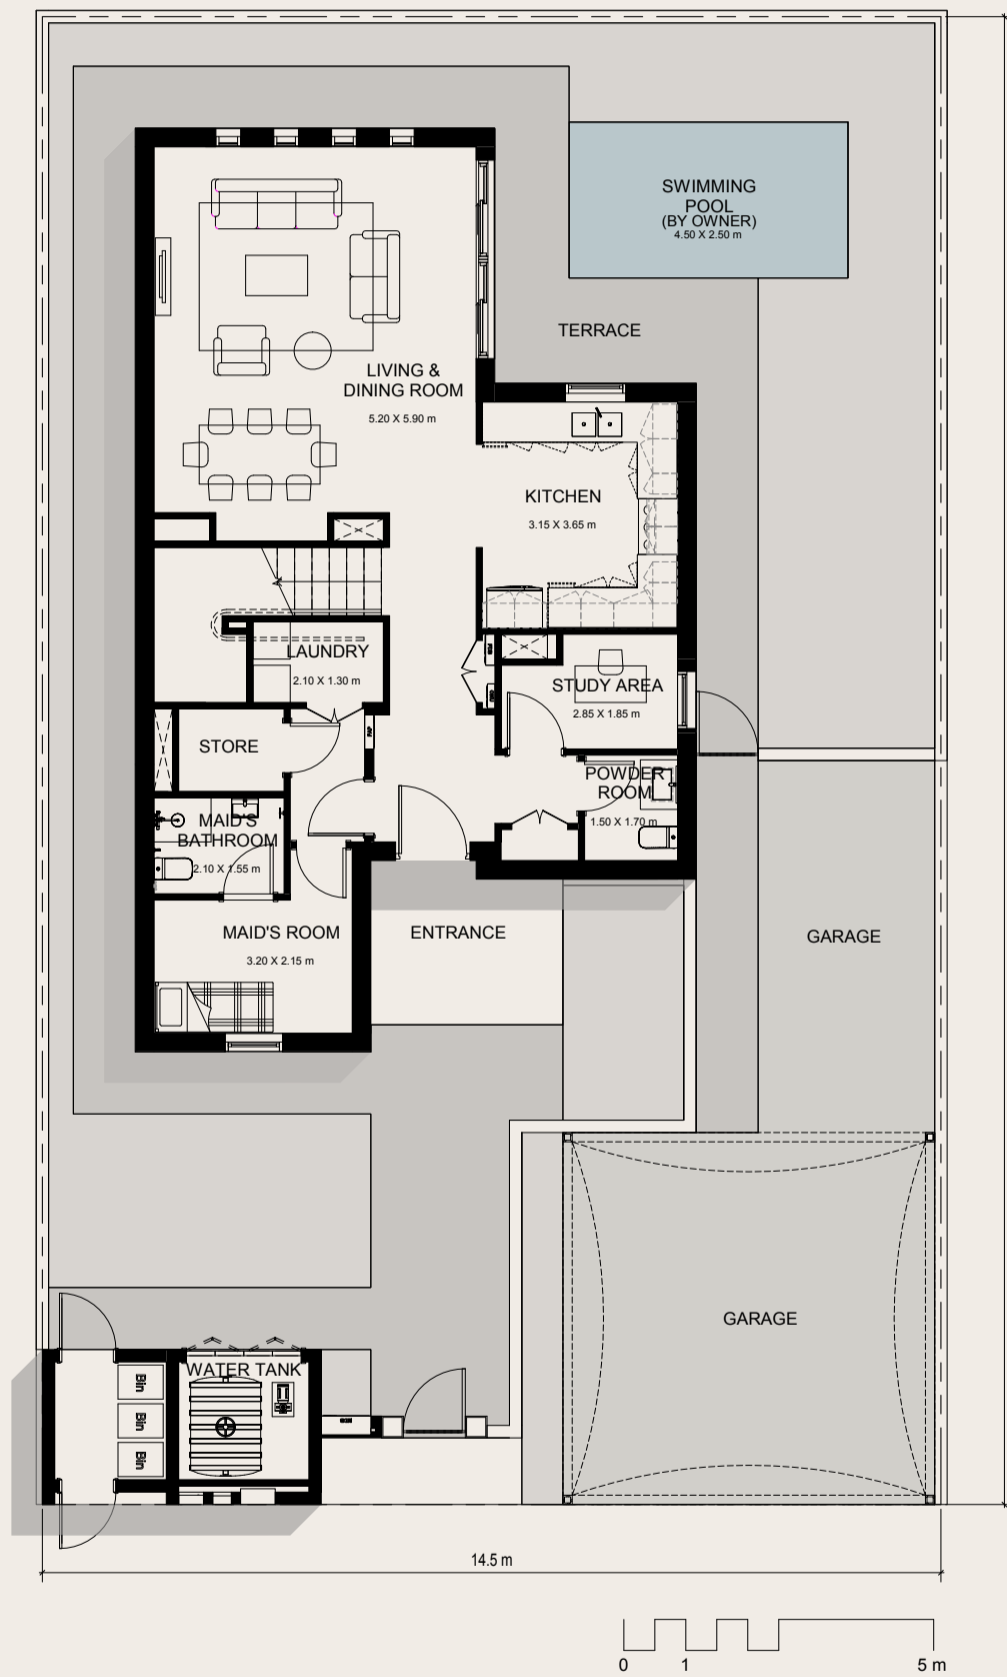 SWIMMING
POOL
(BY OWNER)
4.50 X 2.50 m
TERRACE
LIVING &
DINING ROOM
5.20 X 5.90 m
KITCHEN
3.15 X 3.65 m
LAUNDRY
2.10 X 1.30 m
STUDY AREA
2.85 X 1.85 m
STORE
POWDER
ROOM
1.50 X 1.70 m
MAID'S
BATHROOM
2.10 X 1.55 m
MAID'S ROOM
3.20 X 2.15 m
ENTRANCE
GARAGE
GARAGE
WATER TANK
Bin
Bin
Bin
14.5 m
0 1 5 m